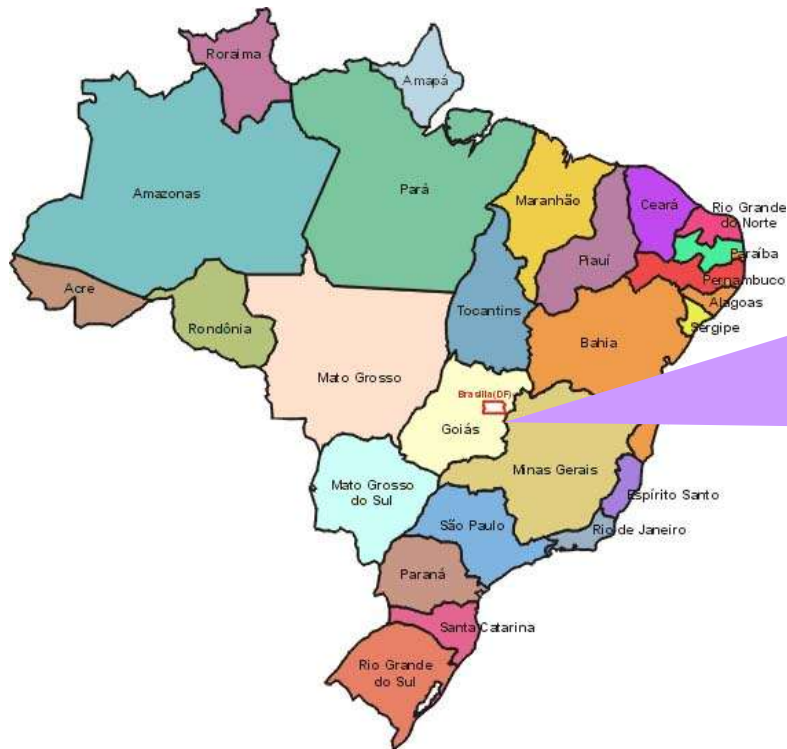 Roraima
Amapá
Amazonas
Pará
Maranhão
Ceará
Rio Grande
do Norte
Paraíba
Piauí
Pernambuco
Acre
Alagoas
Rondônia
Tocantins
Sergipe
Bahia
Mato Grosso
Brasília(DF)
Goiás
Minas Gerais
Mato Grosso
do Sul
Espírito Santo
São Paulo
Rio de Janeiro
Paraná
Santa Catarina
Rio Grande
do Sul